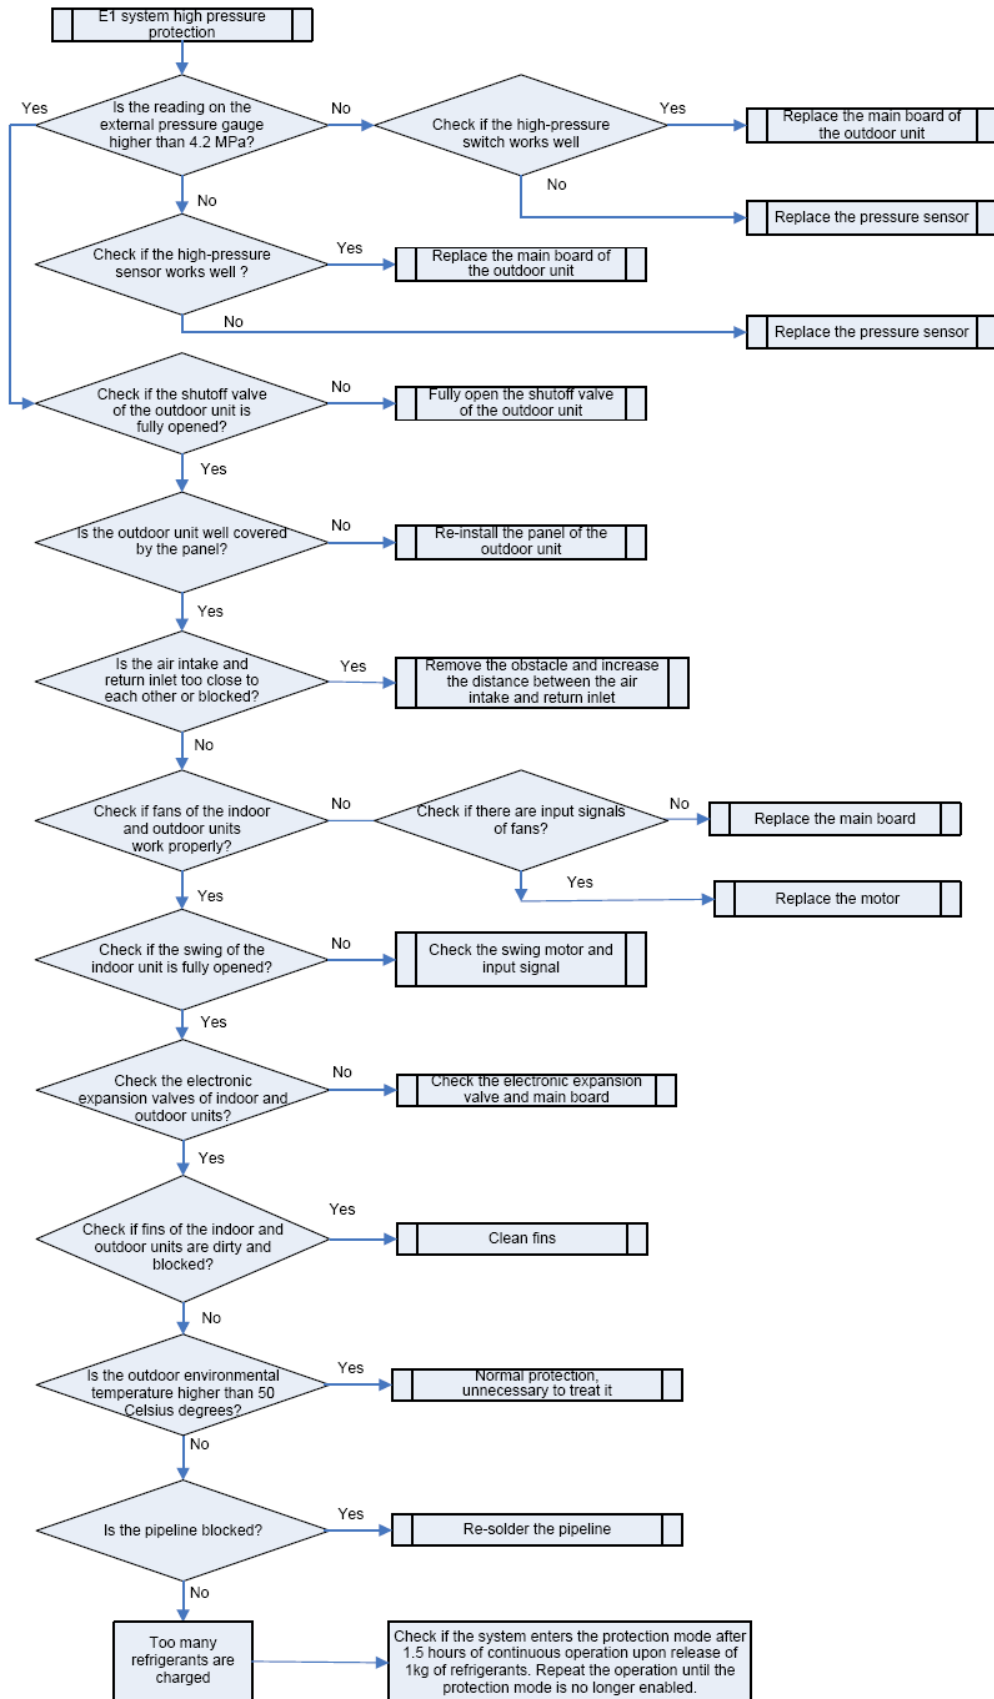 E1 system high pressure
protection
Yes
Is the reading on the
external pressure gauge
higher than 4.2 MPa?
No
Check if the high-pressure
switch works well
Yes
Replace the main board of
the outdoor unit
No
Replace the pressure sensor
No
Check if the high-pressure
sensor works well ?
Yes
Replace the main board of
the outdoor unit
No
Replace the pressure sensor
Check if the shutoff valve
of the outdoor unit is
fully opened?
No
Fully open the shutoff valve
of the outdoor unit
Yes
Is the outdoor unit well covered
by the panel?
No
Re-install the panel of the
outdoor unit
Yes
Is the air intake and
return inlet too close to
each other or blocked?
Yes
Remove the obstacle and increase
the distance between the air
intake and return inlet
No
Check if fans of the indoor
and outdoor units
work properly?
No
Check if there are input signals
of fans?
No
Replace the main board
Yes
Replace the motor
Yes
Check if the swing of the
indoor unit is fully opened?
No
Check the swing motor and
input signal
Yes
Check the electronic
expansion valves of indoor and
outdoor units?
No
Check the electronic expansion
valve and main board
Yes
Check if fins of the indoor and
outdoor units are dirty and
blocked?
Yes
Clean fins
No
Is the outdoor environmental
temperature higher than 50
Celsius degrees?
Yes
Normal protection,
unnecessary to treat it
No
Is the pipeline blocked?
Yes
Re-solder the pipeline
No
Too many
refrigerants are
charged
Check if the system enters the protection mode after
1.5 hours of continuous operation upon release of
1kg of refrigerants. Repeat the operation until the
protection mode is no longer enabled.